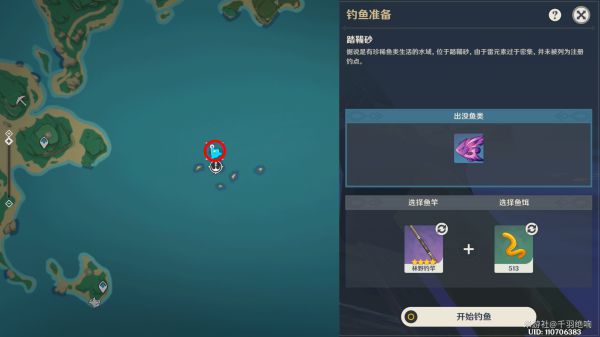 钓鱼准备
?
踏鞴砂
据说是有珍稀鱼类生活的水域,位于踏鞴砂,由于雷元素过于密集,并未被列为注册
钓点。
出没鱼类
选择鱼竿
选择鱼饵
林野钓竿
513
开始钓鱼
米游社@千羽绝响
UID: 110706383